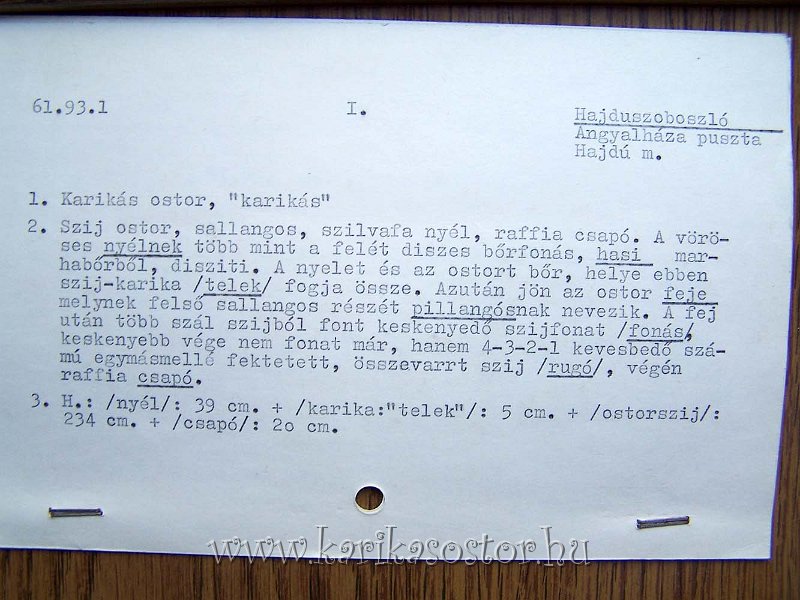 61.93.1 I. Hajduszoboszló
Angyalháza puszta
Hajdú m.
1. Karikás ostor, "karikás"
2. Szij ostor, sallangos, szilvafa nyél, raffia csapó. A vörö-
ses nyélnek több mint a felét diszes bőrfonás, hasi mar-
habőrből, disziti. A nyelet és az ostort bőr, helye ebben
szij-karika /telek/ fogja össze. Azután jön az ostor feje
melynek felső sallangos részét pillangósnak nevezik. A fej
után több szál szijból font keskenyedő szijfonat /fonás/,
keskenyebb vége nem fonat már, hanem 4-3-2-1 kevesbedő szá-
mú egymásmellé fektetett, összevarrt szij /rugó/, végén
raffia csapó.
3. H.: /nyél/: 39 cm. + /karika:"telek"/: 5 cm. + /ostorszij/:
234 cm. + /csapó/: 2o cm.
www.karikasostor.hu